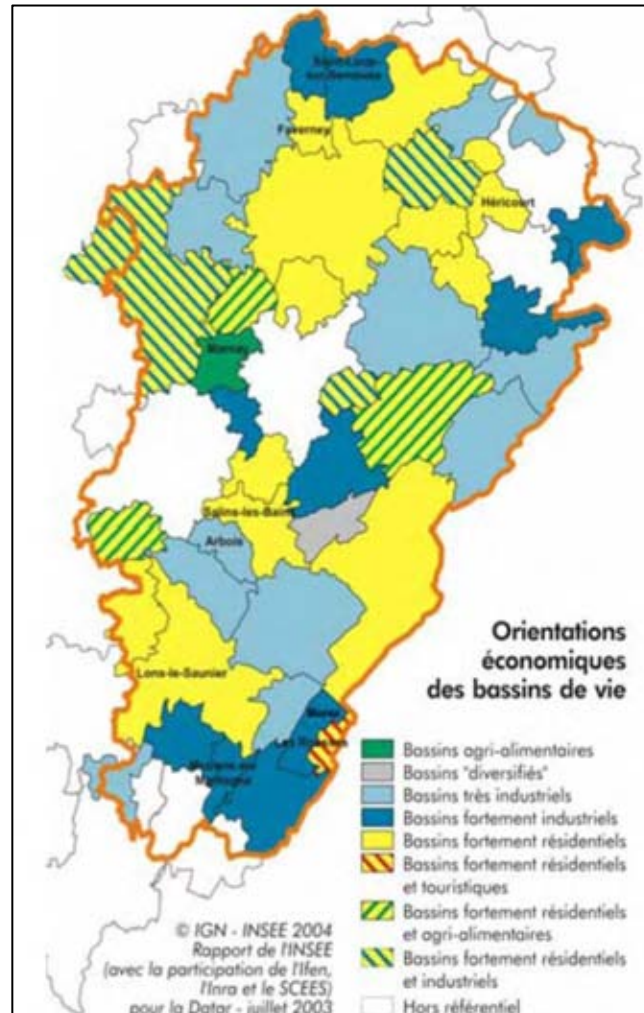 Faverney
Héricourt
Marnay
Salins-les-Bains
Arbois
Lons-le-Saunier
Morez
Les Rousses
Orientations
économiques
des bassins de vie
Bassins agri-alimentaires
Bassins "diversifiés"
Bassins très industriels
Bassins fortement industriels
Bassins fortement résidentiels
Bassins fortement résidentiels
et touristiques
Bassins fortement résidentiels
et agri-alimentaires
Bassins fortement résidentiels
et industriels
Hors référentiel
© IGN - INSEE 2004
Rapport de l'INSEE
(avec la participation de l'Ifen,
l'Inra et le SCEES)
pour la Datar - juillet 2003